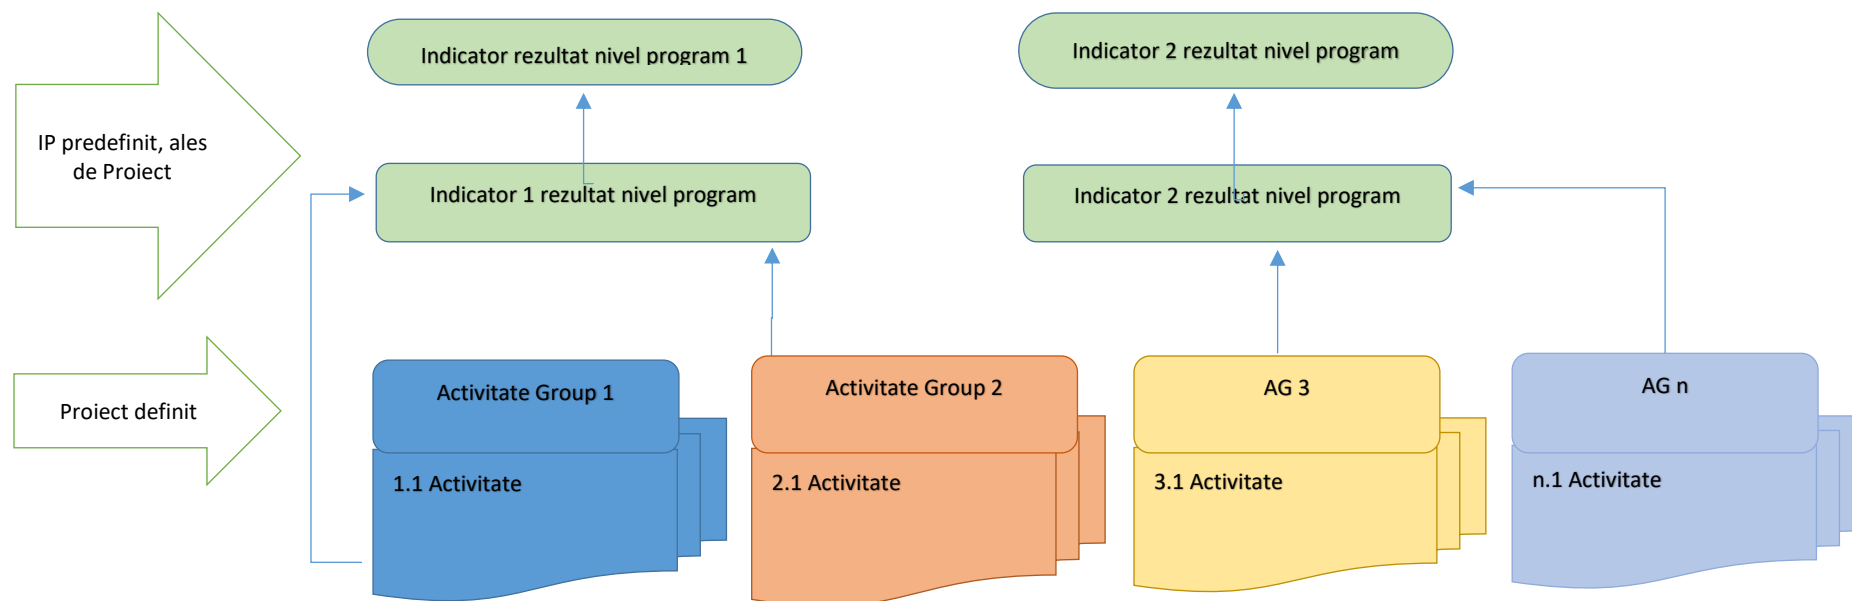 Indicator rezultat nivel program 1
Indicator 2 rezultat nivel program
IP predefinit, ales
de Proiect
Indicator 1 rezultat nivel program
Indicator 2 rezultat nivel program
Proiect definit
Activitate Group 1
Activitate Group 2
AG 3
AG n
1.1 Activitate
2.1 Activitate
3.1 Activitate
n.1 Activitate